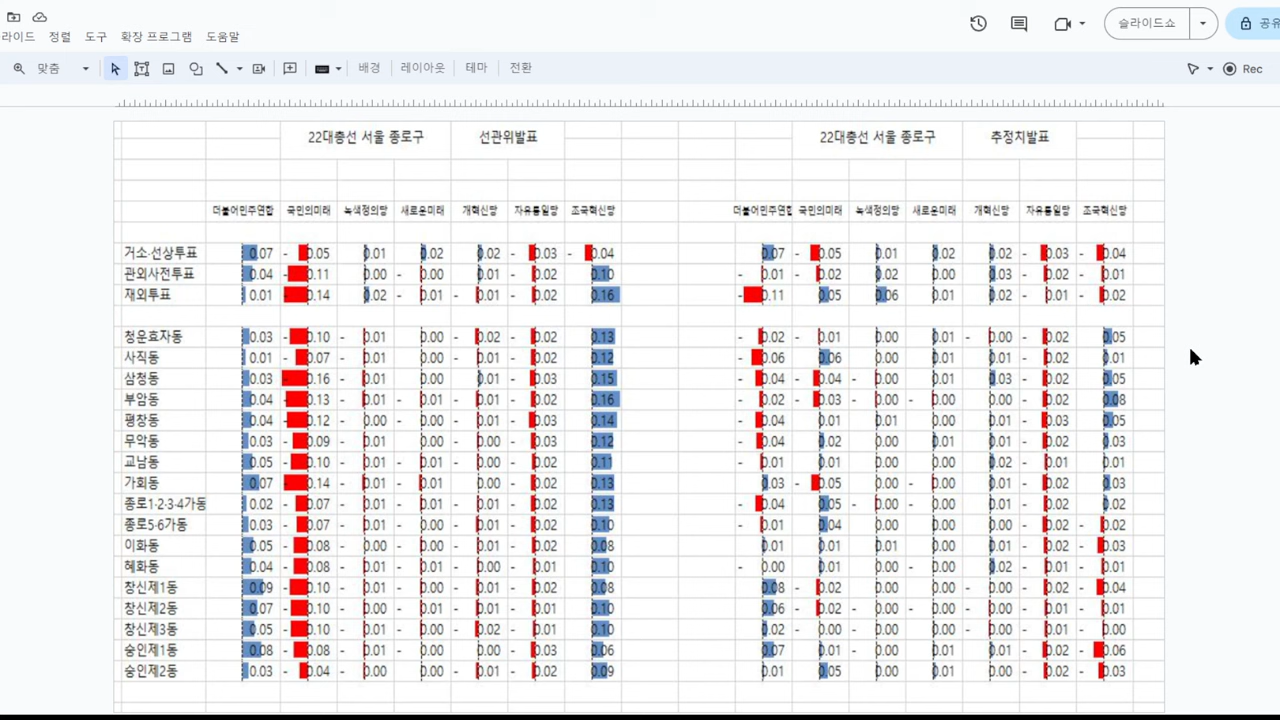 라이드 정렬 도구 확장 프로그램 도움말 슬라이드쇼 공유
맞춤 배경 레이아웃 테마 전환 Rec
22대총선 서울 종로구 선관위발표 22대총선 서울 종로구 추정치발표
더불어민주연합 국민의미래 녹색정의당 새로운미래 개혁신당 자유통일당 조국혁신당 더불어민주연합 국민의미래 녹색정의당 새로운미래 개혁신당 자유통일당 조국혁신당
거소·선상투표 0.07 - 0.05 0.01 0.02 0.02 - 0.03 - 0.04 0.07 - 0.05 0.01 0.02 0.02 - 0.03 - 0.04
관외사전투표 0.04 - 0.11 0.00 - 0.00 - 0.01 - 0.02 0.10 - 0.01 - 0.02 0.02 0.00 0.03 - 0.02 - 0.01
재외투표 0.01 - 0.14 0.02 - 0.01 - 0.01 - 0.02 0.16 - 0.11 0.05 0.06 0.01 0.02 - 0.01 - 0.02
청운효자동 0.03 - 0.10 - 0.01 - 0.00 - 0.02 - 0.02 0.13 - 0.02 - 0.01 0.00 0.01 - 0.00 - 0.02 0.05
사직동 0.01 - 0.07 - 0.01 - 0.00 - 0.01 - 0.02 0.12 - 0.06 0.06 0.00 0.01 0.01 - 0.02 0.01
삼청동 0.03 - 0.16 - 0.01 0.00 0.01 - 0.03 0.15 - 0.04 - 0.04 - 0.00 0.01 0.03 - 0.02 0.05
부암동 0.04 - 0.13 - 0.01 - 0.01 - 0.01 - 0.02 0.16 - 0.02 - 0.03 0.00 - 0.00 0.00 - 0.02 0.08
평창동 0.04 - 0.12 - 0.00 - 0.00 - 0.01 - 0.03 0.14 - 0.04 0.01 0.01 0.00 0.00 - 0.03 0.05
무악동 0.03 - 0.09 - 0.01 - 0.00 - 0.00 - 0.03 0.12 - 0.04 0.02 0.00 0.01 0.01 - 0.02 0.03
교남동 0.05 - 0.10 - 0.01 - 0.01 - 0.00 - 0.02 0.11 - 0.01 0.01 0.00 0.00 0.02 - 0.01 0.01
가회동 0.07 - 0.14 - 0.01 - 0.01 - 0.00 - 0.02 0.13 0.03 - 0.05 0.00 - 0.00 0.01 - 0.02 0.03
종로1·2·3·4가동 0.02 - 0.07 - 0.01 - 0.00 - 0.01 - 0.02 0.13 - 0.04 0.05 - 0.00 - 0.00 0.00 - 0.02 0.02
종로5·6가동 0.03 - 0.07 - 0.00 - 0.00 - 0.01 - 0.02 0.10 - 0.01 0.04 0.00 0.00 0.00 - 0.02 - 0.02
이화동 0.05 - 0.08 - 0.00 - 0.00 - 0.01 - 0.02 0.08 0.01 0.01 0.01 0.00 0.01 - 0.02 - 0.03
혜화동 0.04 - 0.08 - 0.01 - 0.00 - 0.00 - 0.01 0.10 - 0.00 0.01 0.00 - 0.00 0.02 - 0.01 - 0.01
창신제1동 0.09 - 0.10 - 0.01 - 0.00 - 0.01 - 0.02 0.08 0.08 - 0.02 0.00 0.00 - 0.00 - 0.02 - 0.04
창신제2동 0.07 - 0.10 - 0.00 - 0.00 - 0.01 - 0.01 0.10 0.06 - 0.02 - 0.00 - 0.00 - 0.00 - 0.01 - 0.01
창신제3동 0.05 - 0.10 - 0.01 - 0.00 - 0.02 - 0.01 0.10 0.02 - 0.00 - 0.00 0.00 - 0.01 - 0.01 - 0.00
숭인제1동 0.08 - 0.08 - 0.01 - 0.00 0.00 - 0.03 0.06 0.07 0.01 - 0.00 0.01 0.01 - 0.02 - 0.06
숭인제2동 0.03 - 0.04 - 0.01 - 0.00 - 0.01 - 0.02 0.09 0.01 0.05 0.00 0.01 0.00 - 0.02 - 0.03